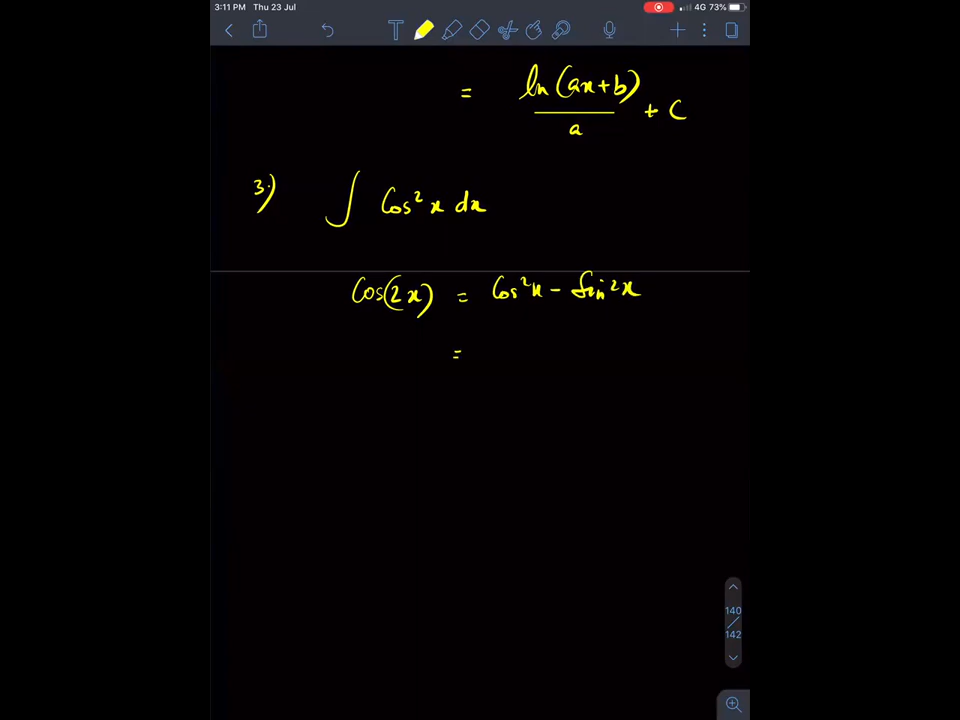 3:11 PM Thu 23 Jul 4G 73%
T
= ln(ax+b)/a + C
3) ∫ Cos²x dx
Cos(2x) = Cos²x - Sin²x
=
140
142